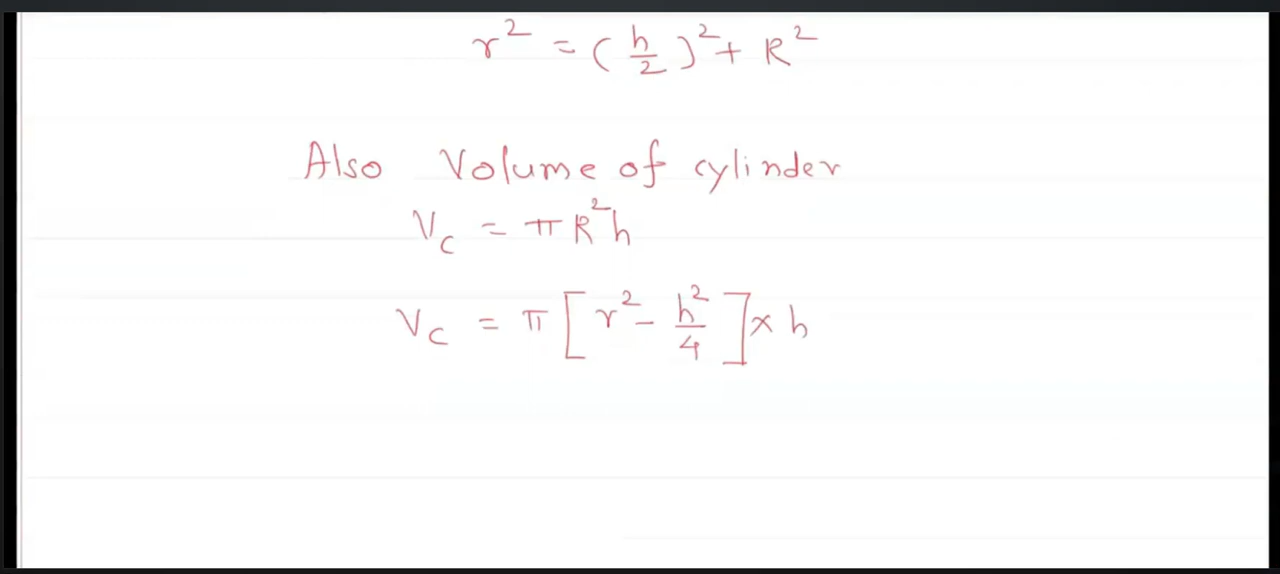 r² = (h/2)² + R²
Also Volume of cylinder
V_C = πR²h
V_C = π[r² - h²/4] × h